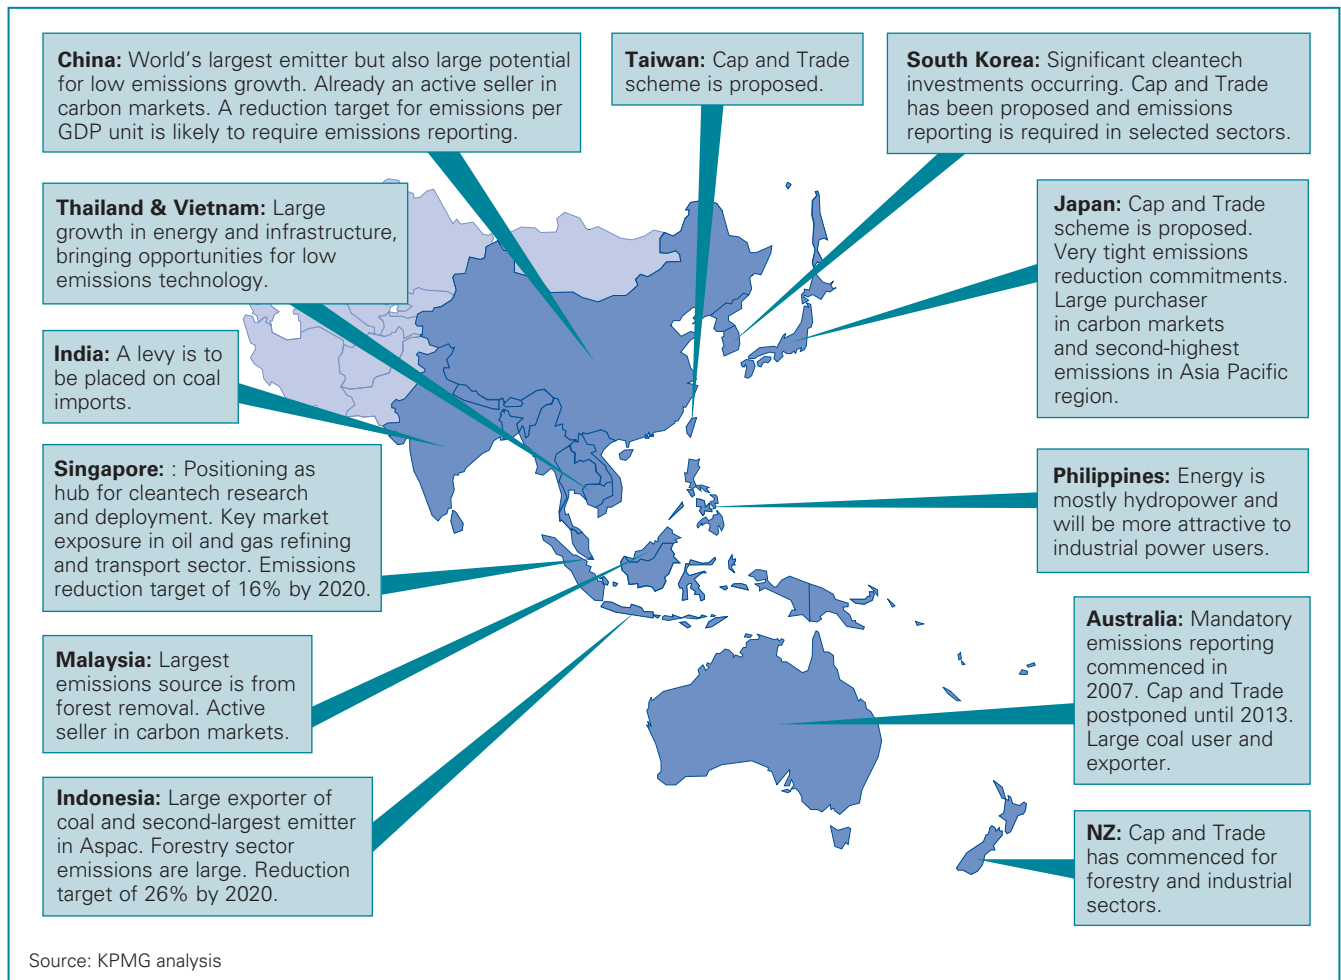 China: World's largest emitter but also large potential
for low emissions growth. Already an active seller in
carbon markets. A reduction target for emissions per
GDP unit is likely to require emissions reporting.
Taiwan: Cap and Trade
scheme is proposed.
South Korea: Significant cleantech
investments occurring. Cap and Trade
has been proposed and emissions
reporting is required in selected sectors.
Thailand & Vietnam: Large
growth in energy and infrastructure,
bringing opportunities for low
emissions technology.
Japan: Cap and Trade
scheme is proposed.
Very tight emissions
reduction commitments.
Large purchaser
in carbon markets
and second-highest
emissions in Asia Pacific
region.
India: A levy is to
be placed on coal
imports.
Singapore: : Positioning as
hub for cleantech research
and deployment. Key market
exposure in oil and gas refining
and transport sector. Emissions
reduction target of 16% by 2020.
Philippines: Energy is
mostly hydropower and
will be more attractive to
industrial power users.
Malaysia: Largest
emissions source is from
forest removal. Active
seller in carbon markets.
Australia: Mandatory
emissions reporting
commenced in
2007. Cap and Trade
postponed until 2013.
Large coal user and
exporter.
Indonesia: Large exporter of
coal and second-largest emitter
in Aspac. Forestry sector
emissions are large. Reduction
target of 26% by 2020.
NZ: Cap and Trade
has commenced for
forestry and industrial
sectors.
Source: KPMG analysis